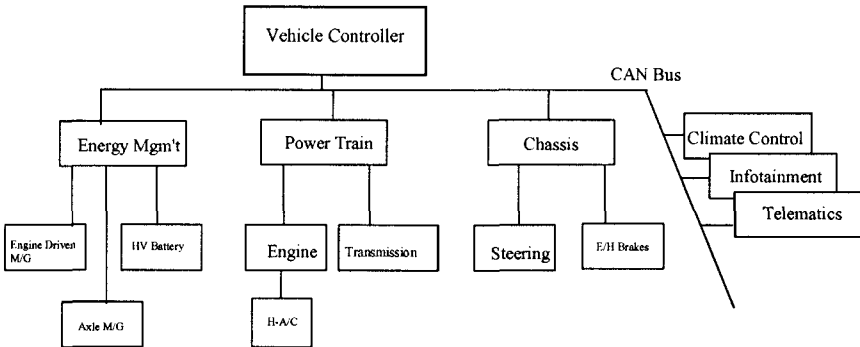 Vehicle Controller
CAN Bus
Energy Mgm't
Power Train
Chassis
Climate Control
Infotainment
Telematics
Engine Driven
M/G
HV Battery
Engine
Transmission
Steering
E/H Brakes
Axle M/G
H-A/C